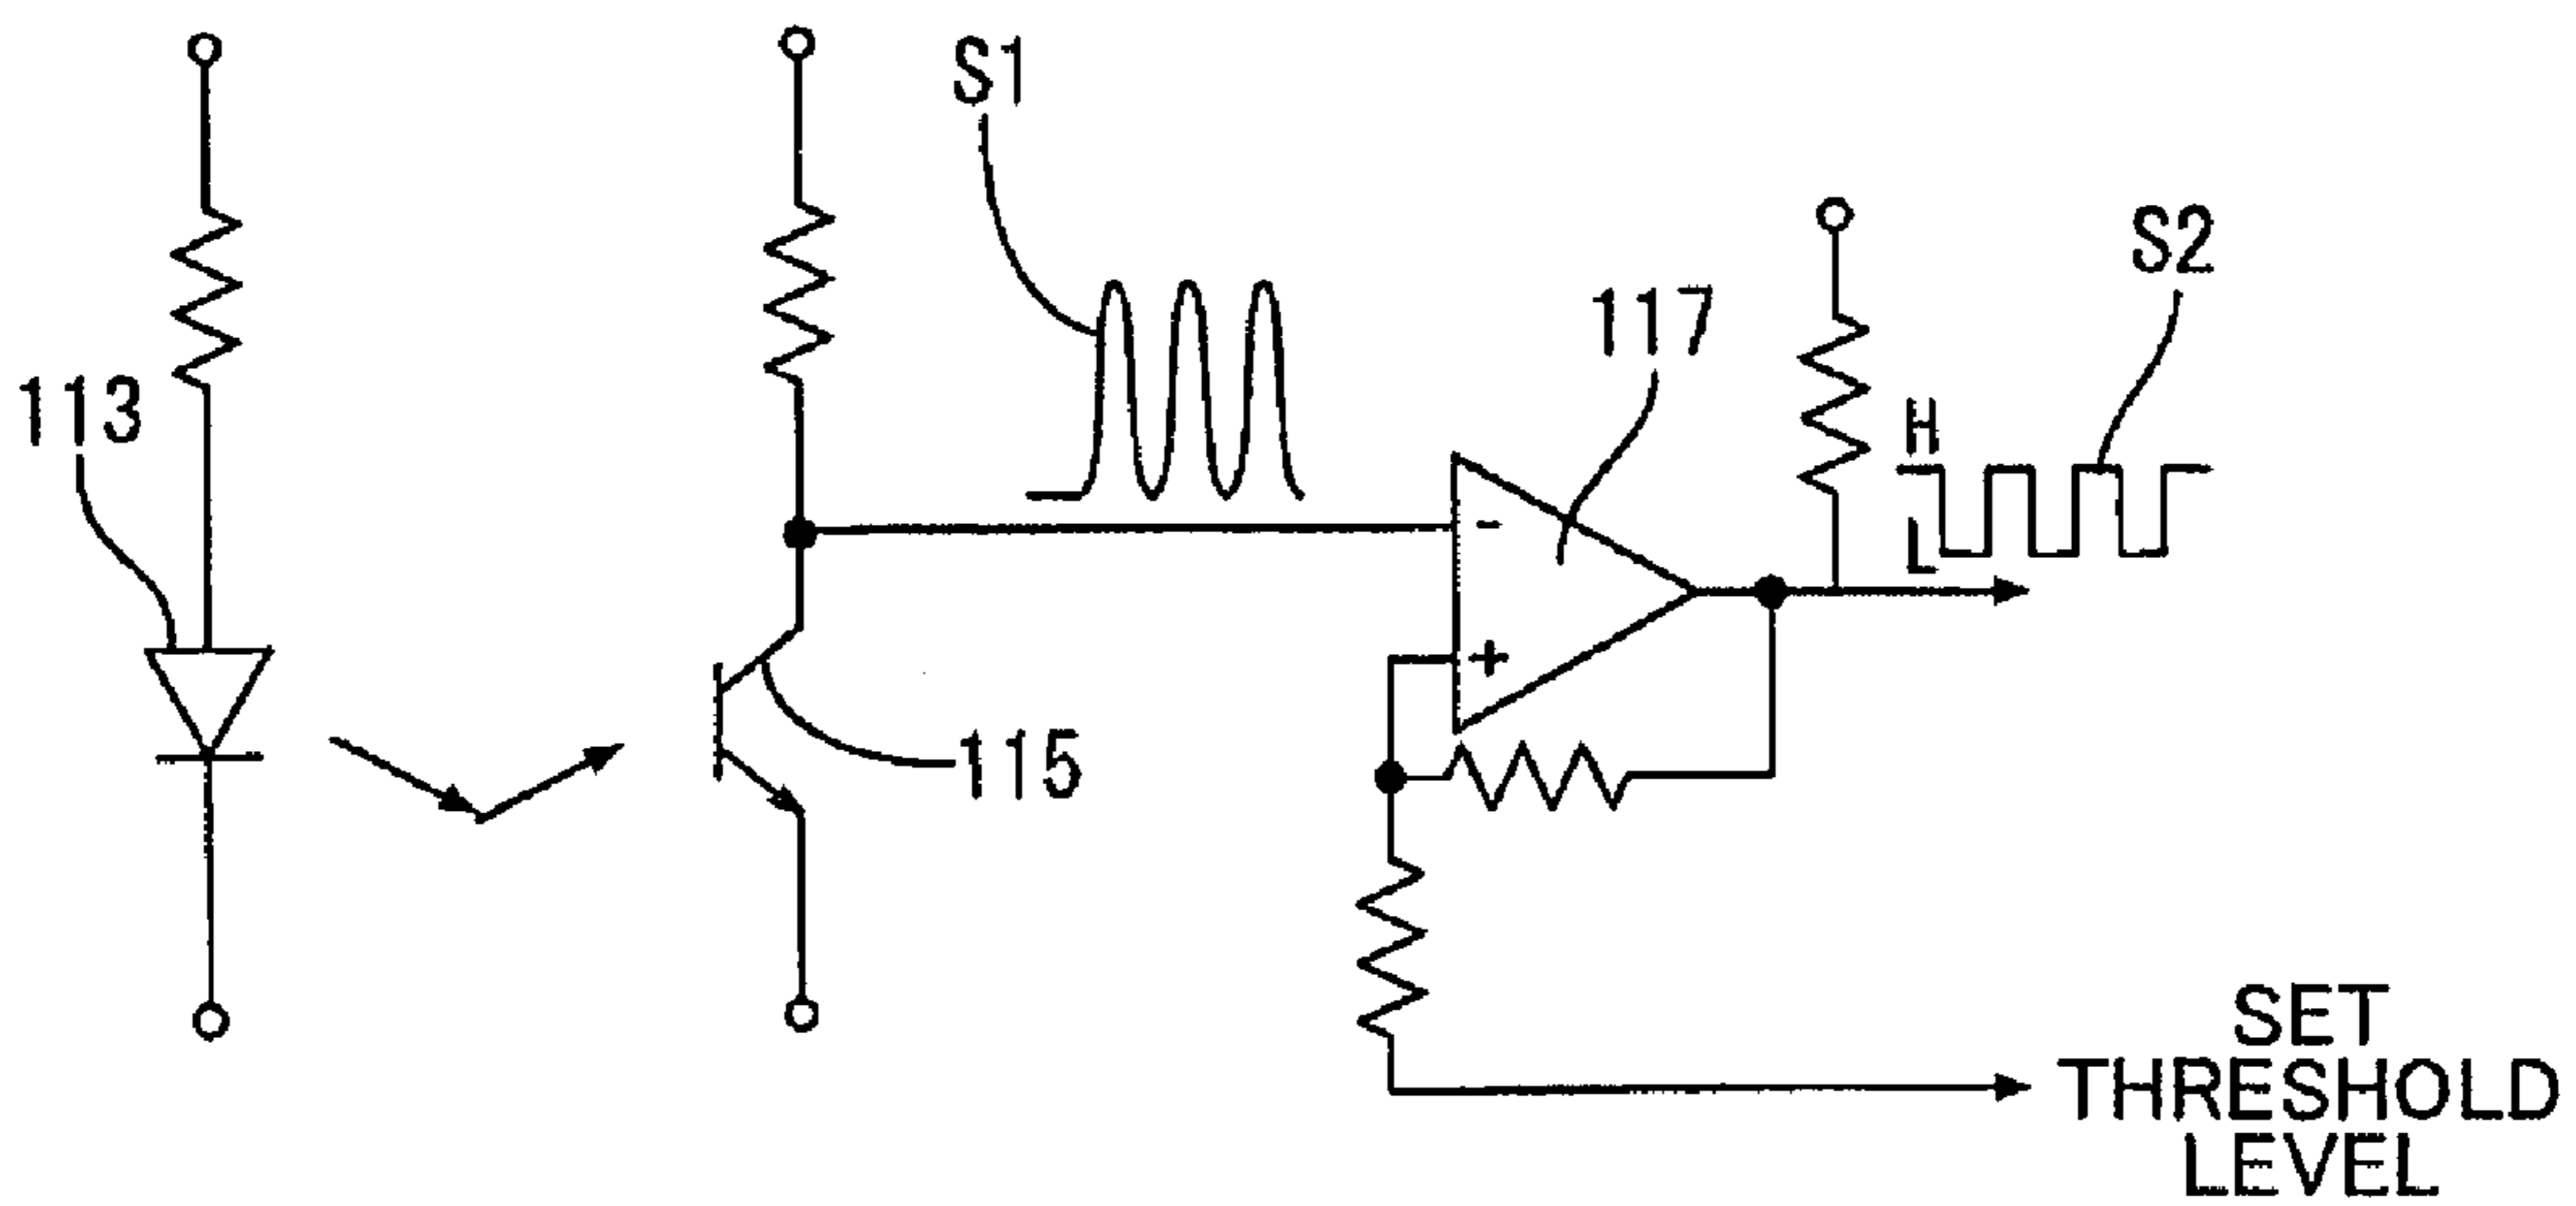 S1
S2
117
113
H
L
-
+
115
SET
THRESHOLD
LEVEL